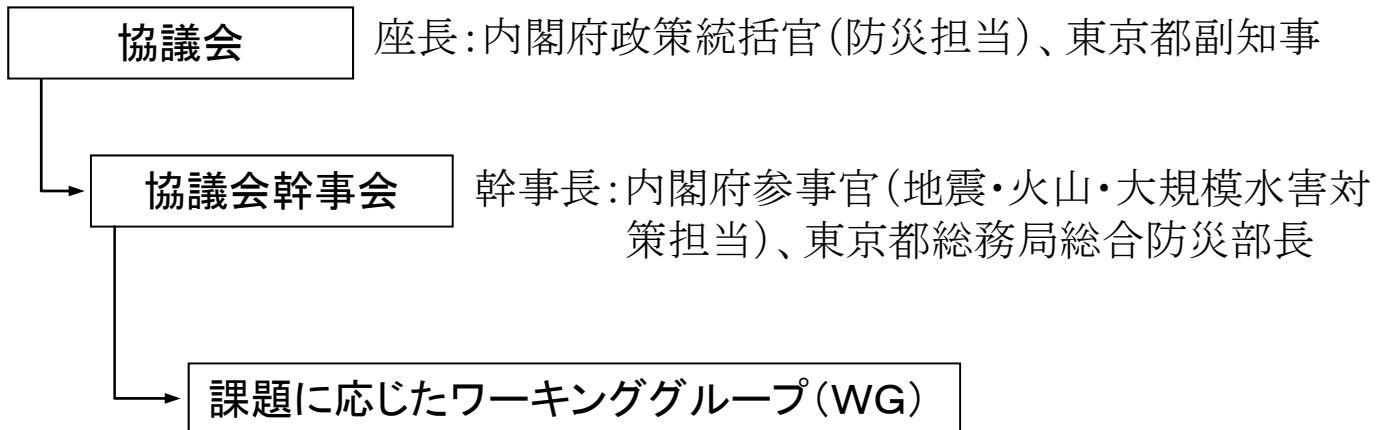 協議会
座長：内閣府政策統括官（防災担当）、東京都副知事
協議会幹事会
幹事長：内閣府参事官（地震・火山・大規模水害対
策担当）、東京都総務局総合防災部長
課題に応じたワーキンググループ（WG）